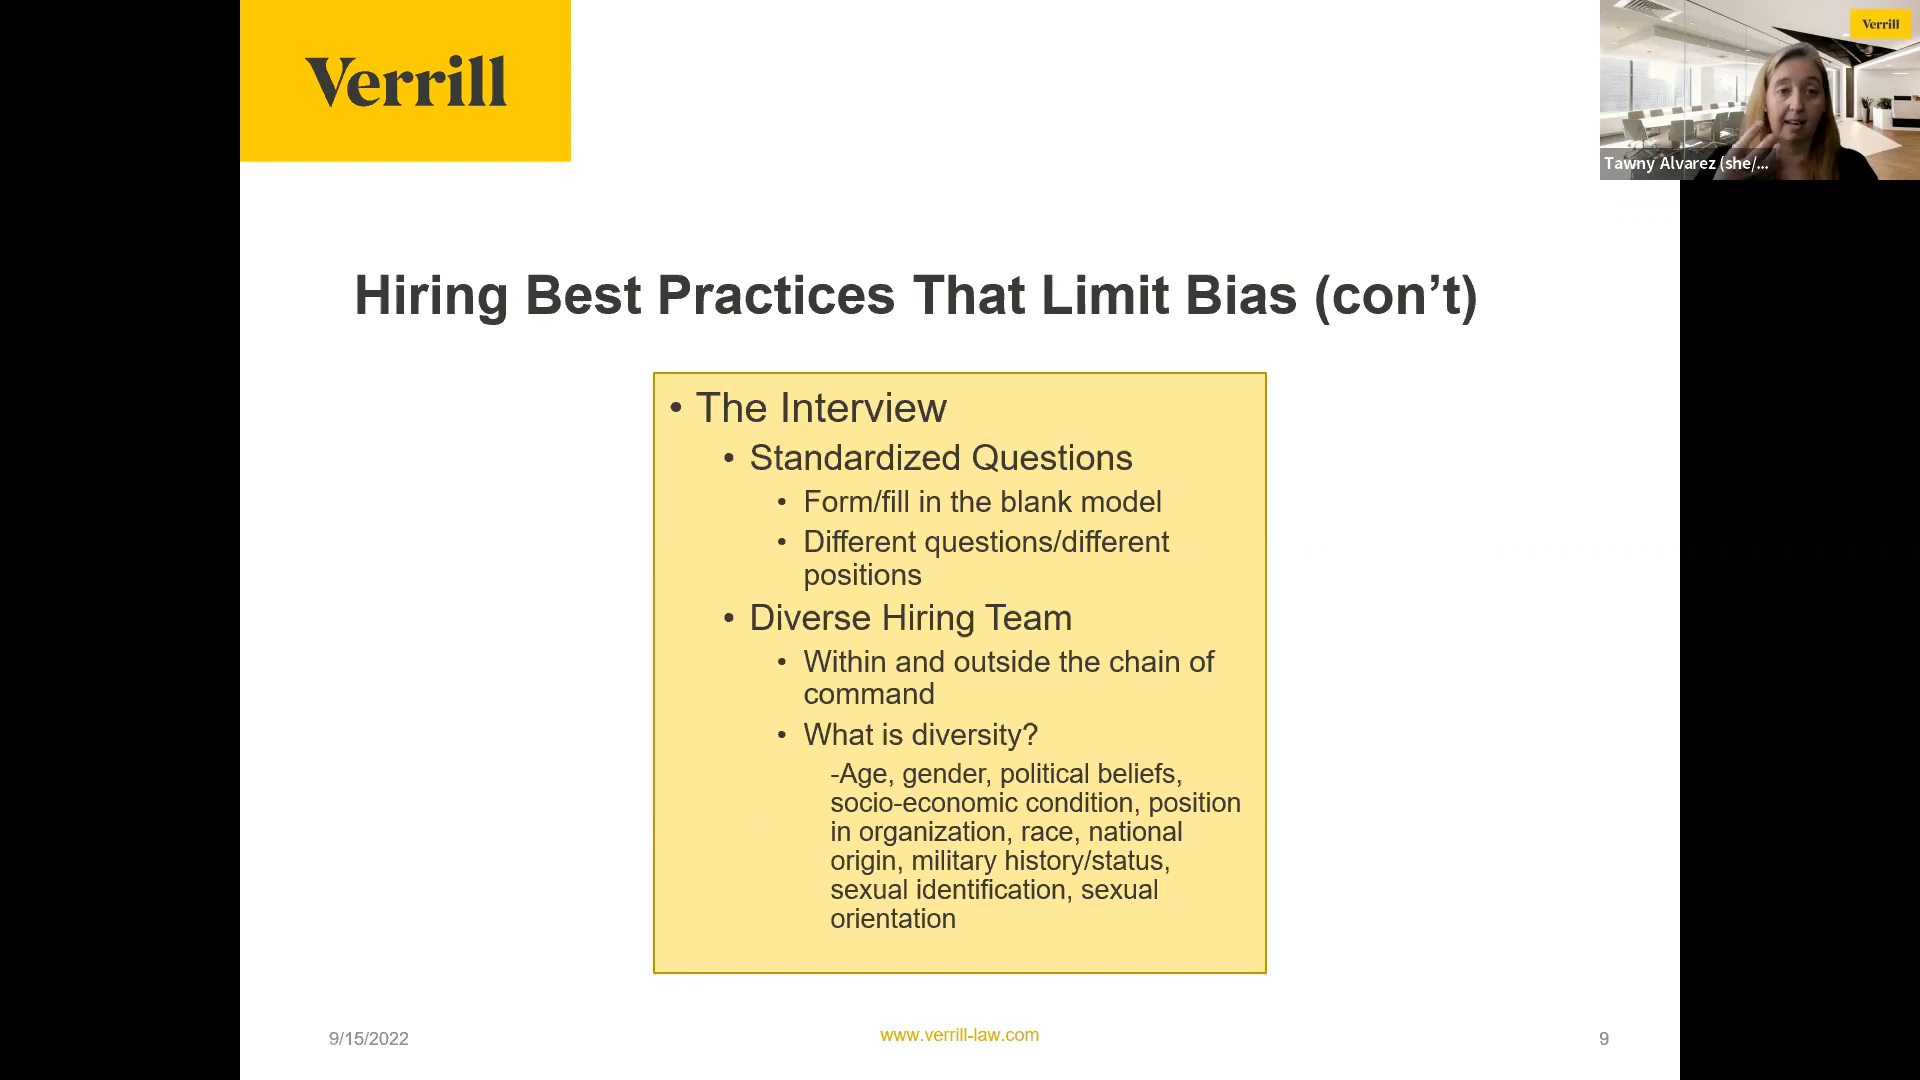 Verrill
Verrill
Tawny Alvarez (she/...
Hiring Best Practices That Limit Bias (con’t)
• The Interview
• Standardized Questions
• Form/fill in the blank model
• Different questions/different
positions
• Diverse Hiring Team
• Within and outside the chain of
command
• What is diversity?
-Age, gender, political beliefs,
socio-economic condition, position
in organization, race, national
origin, military history/status,
sexual identification, sexual
orientation
9/15/2022
www.verrill-law.com
9